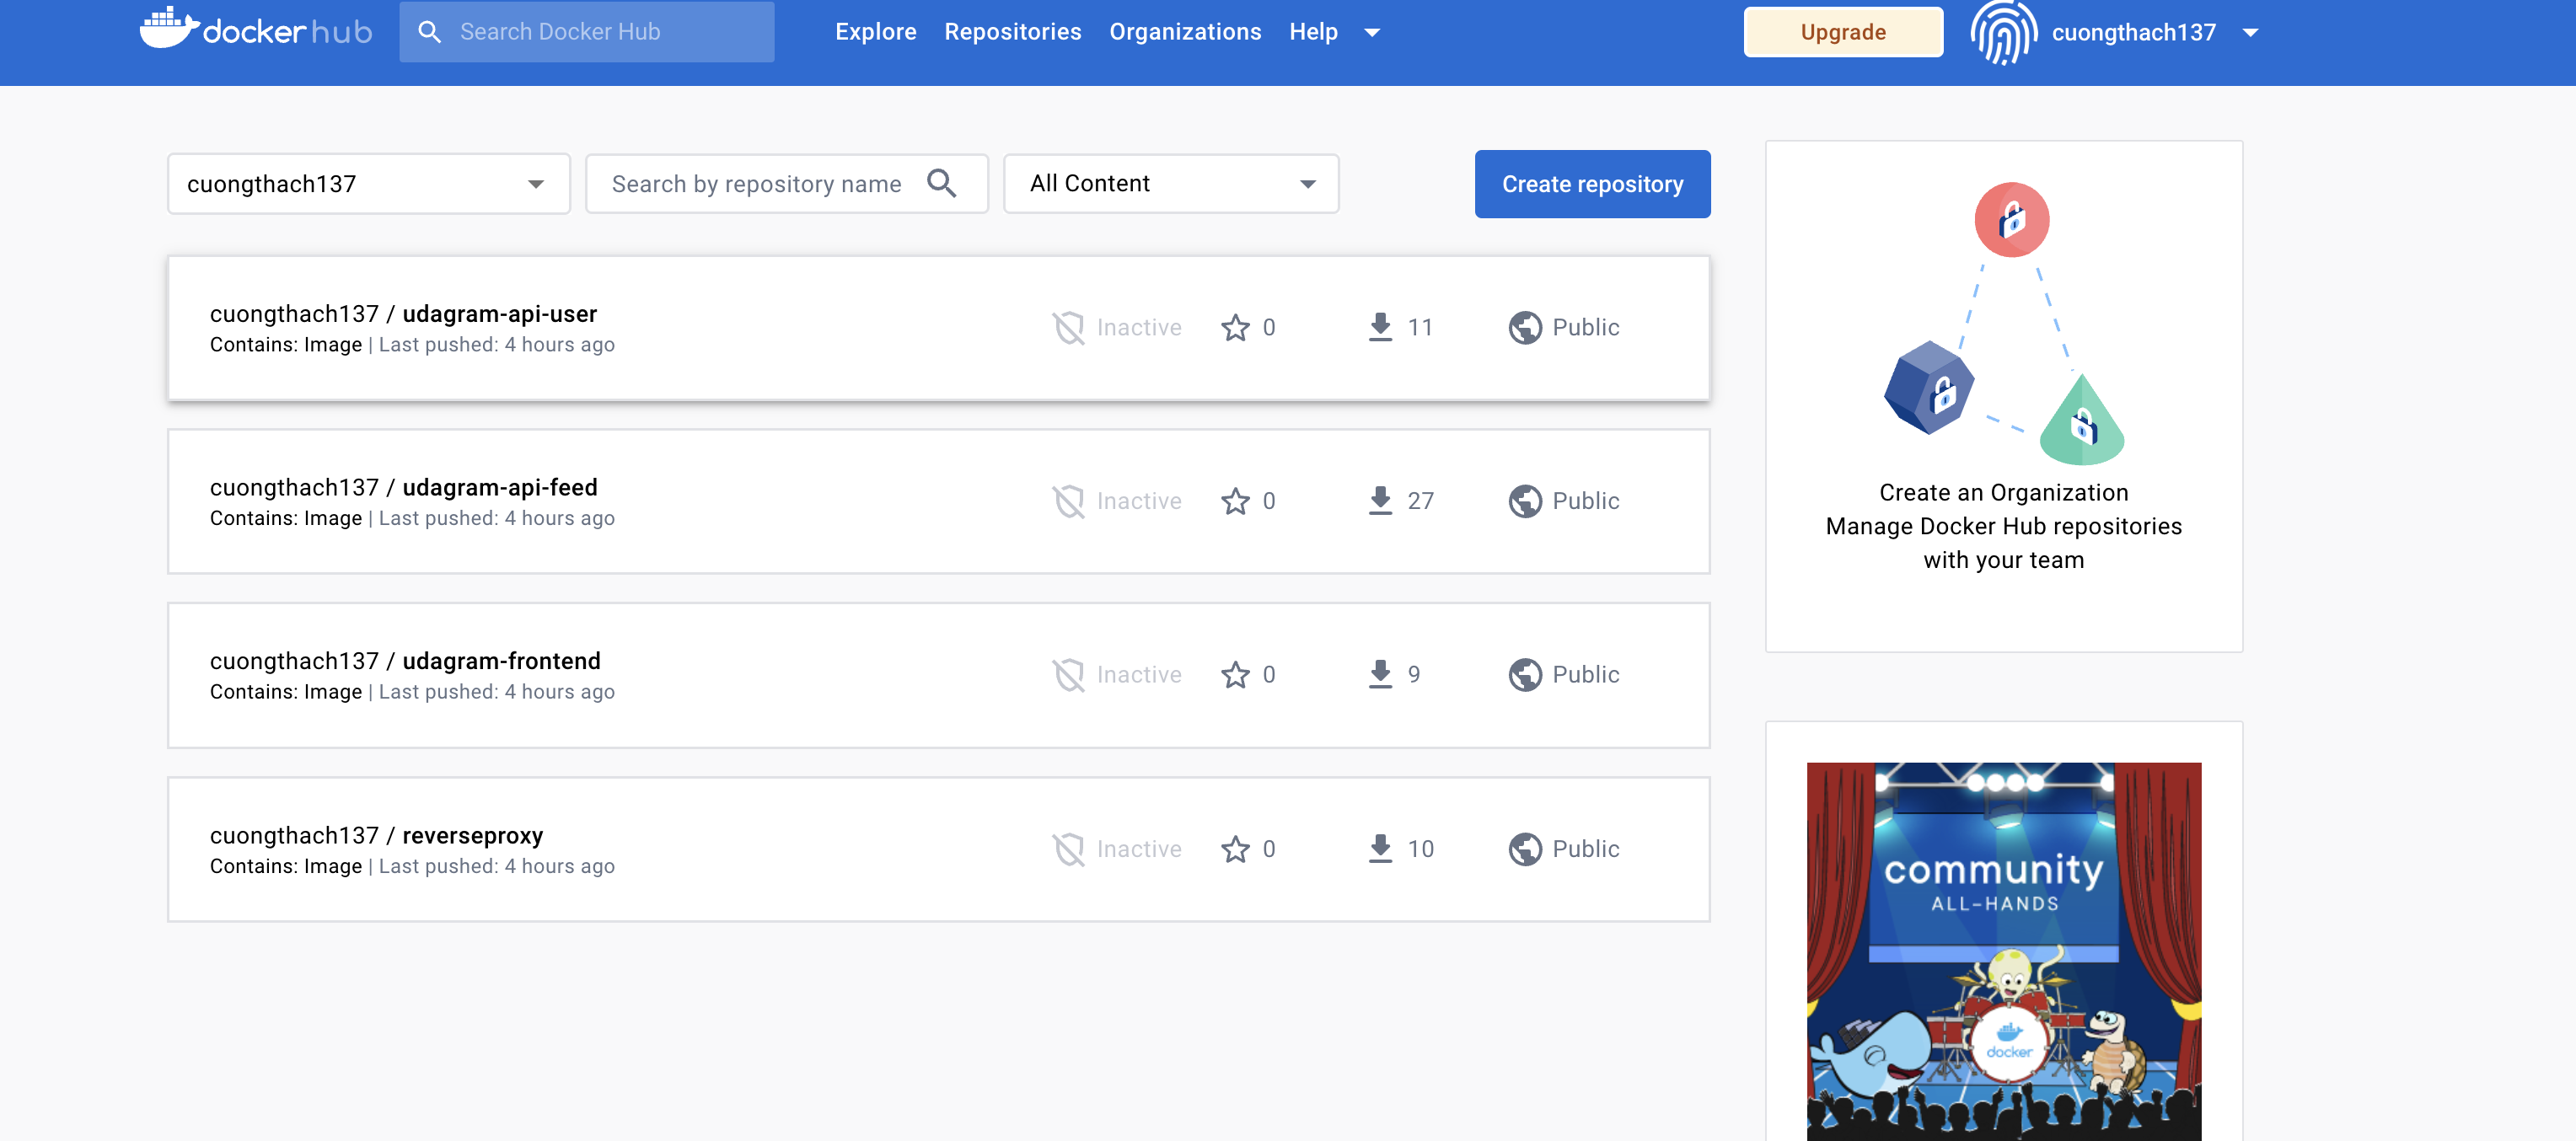 docker hub
Search Docker Hub
Explore
Repositories
Organizations
Help
Upgrade
cuongthach137
cuongthach137
Search by repository name
All Content
Create repository
cuongthach137 / udagram-api-user
Contains: Image | Last pushed: 4 hours ago
Inactive
0
11
Public
cuongthach137 / udagram-api-feed
Contains: Image | Last pushed: 4 hours ago
Inactive
0
27
Public
cuongthach137 / udagram-frontend
Contains: Image | Last pushed: 4 hours ago
Inactive
0
9
Public
cuongthach137 / reverseproxy
Contains: Image | Last pushed: 4 hours ago
Inactive
0
10
Public
Create an Organization
Manage Docker Hub repositories
with your team
community
ALL-HANDS
docker